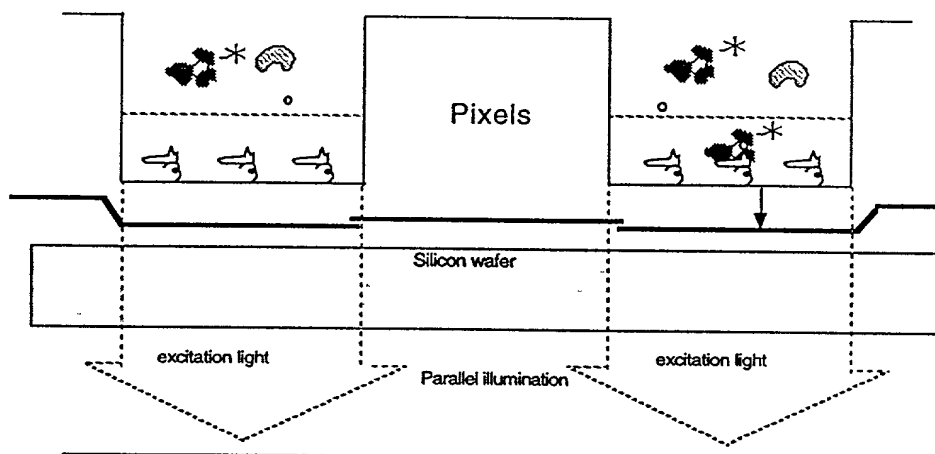 Pixels
Silicon wafer
excitation light
excitation light
Parallel illumination